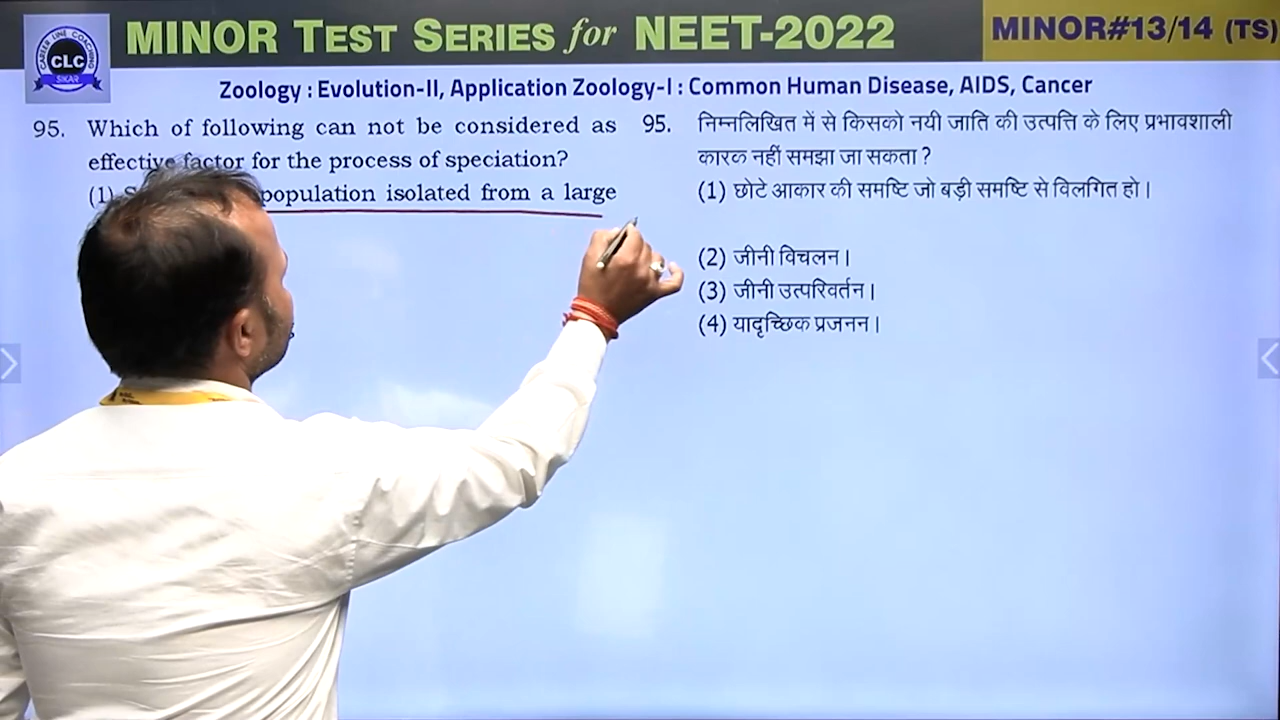 MINOR TEST SERIES for NEET-2022
MINOR#13/14 (TS)
CAREER LINE COACHING
CLC
SIKAR
Zoology : Evolution-II, Application Zoology-I : Common Human Disease, AIDS, Cancer
95. Which of following can not be considered as
effective factor for the process of speciation?
(1) population isolated from a large
95. निम्नलिखित में से किसको नयी जाति की उत्पत्ति के लिए प्रभावशाली
कारक नहीं समझा जा सकता ?
(1) छोटे आकार की समष्टि जो बड़ी समष्टि से विलगित हो।
(2) जीनी विचलन।
(3) जीनी उत्परिवर्तन।
(4) यादृच्छिक प्रजनन।